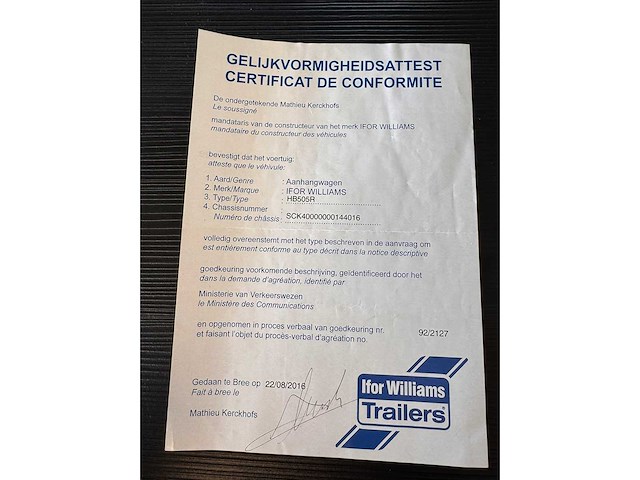 GELIJKVORMIGHEIDSATTEST
CERTIFICAT DE CONFORMITE
De ondergetekende Mathieu Kerckhofs
Le soussigné
mandataris van de constructeur van het merk IFOR WILLIAMS
mandataire du constructeur des véhicules
bevestigt dat het voertuig:
atteste que le véhivule:
1. Aard/Genre : Aanhangwagen
2. Merk/Marque : IFOR WILLIAMS
3. Type/Type : HB505R
4. Chassisnummer
Numéro de châssis : SCK40000000144016
volledig overeenstemt met het type beschreven in de aanvraag om
est entièrement conforme au type décrit dans la notice descriptive
goedkeuring voorkomende beschrijving, geïdentificeerd door het
dans la demande d'agréation, identifié par
Ministerie van Verkeerswezen
le Ministére des Communications
en opgenomen in proces verbaal van goedkeuring nr. 92/2127
et faisant l'objet du procès-verbal d'agréation no.
Gedaan te Bree op 22/08/2016
Fait à bree le
Mathieu Kerckhofs
Ifor Williams
Trailers